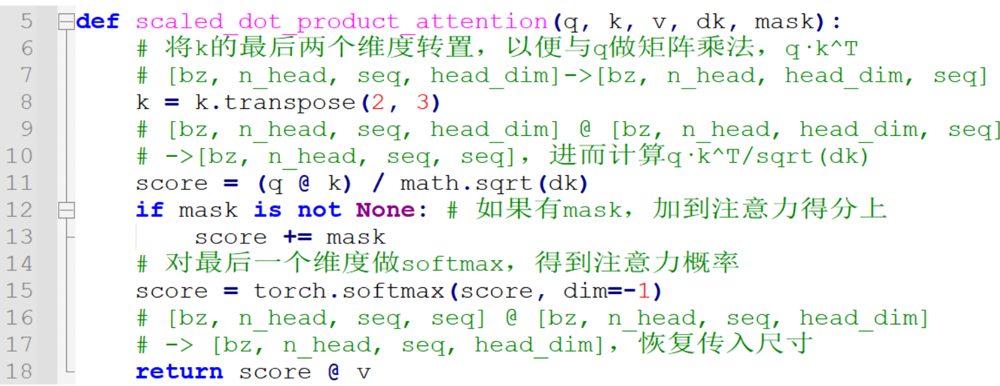 5 def scaled_dot_product_attention(q, k, v, dk, mask):
6 # 将k的最后两个维度转置，以便与q做矩阵乘法，q·k^T
7 # [bz, n_head, seq, head_dim]->[bz, n_head, head_dim, seq]
8 k = k.transpose(2, 3)
9 # [bz, n_head, seq, head_dim] @ [bz, n_head, head_dim, seq]
10 # ->[bz, n_head, seq, seq]，进而计算q·k^T/sqrt(dk)
11 score = (q @ k) / math.sqrt(dk)
12 if mask is not None: # 如果有mask，加到注意力得分上
13 score += mask
14 # 对最后一个维度做softmax，得到注意力概率
15 score = torch.softmax(score, dim=-1)
16 # [bz, n_head, seq, seq] @ [bz, n_head, seq, head_dim]
17 # -> [bz, n_head, seq, head_dim]，恢复传入尺寸
18 return score @ v